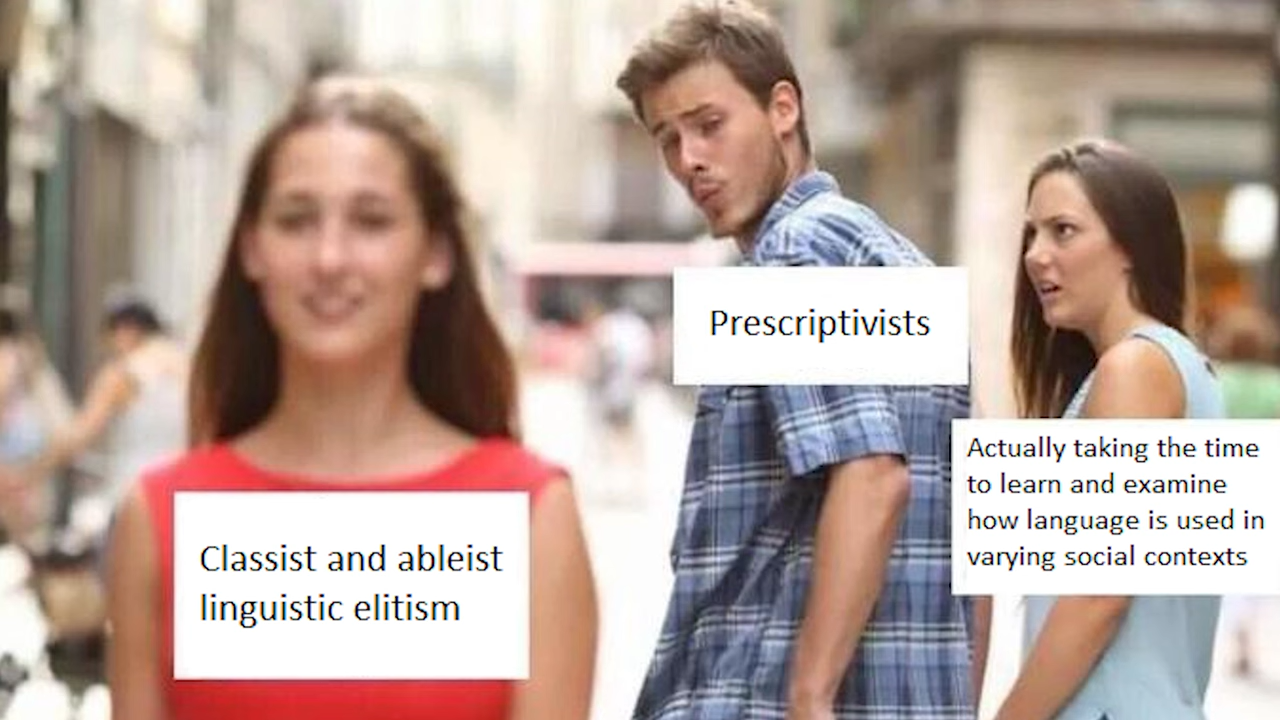 Prescriptivists
Actually taking the time
to learn and examine
how language is used in
varying social contexts
Classist and ableist
linguistic elitism